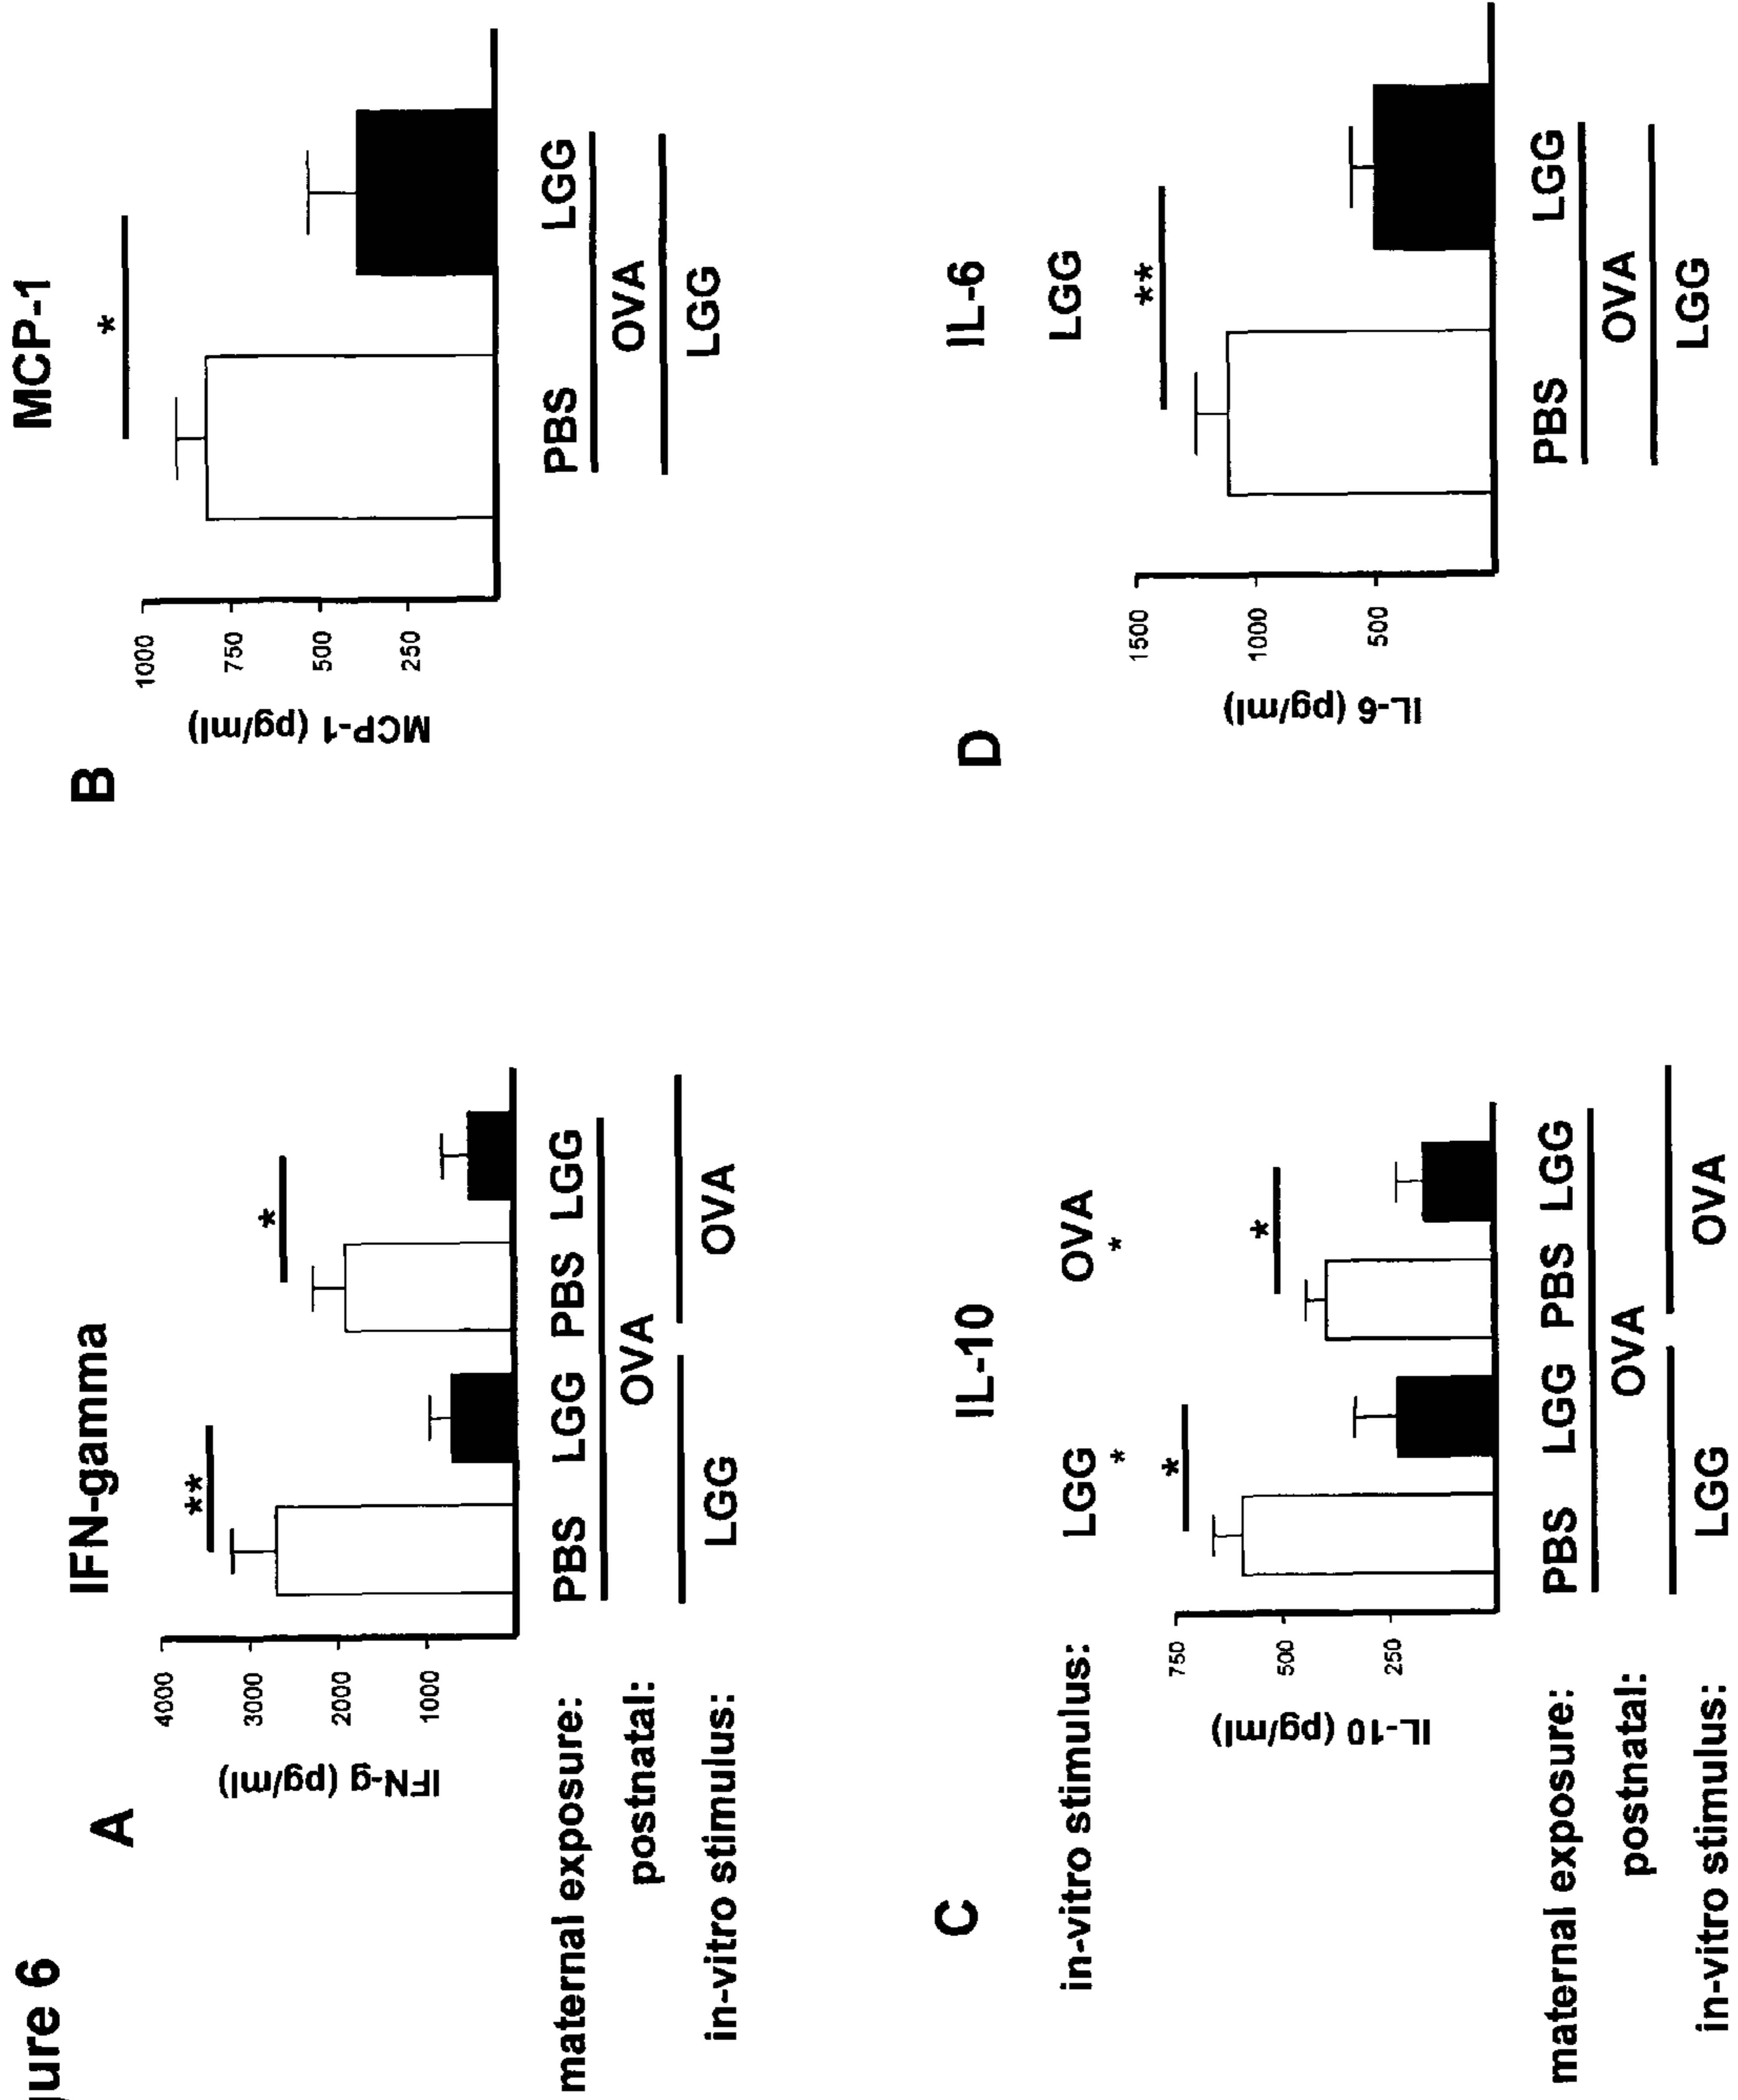 ure 6
A
IFN-gamma
IFN-g (pg/ml)
4000
3000
2000
1000
**
*
maternal exposure: PBS LGG PBS LGG
postnatal: OVA
in-vitro stimulus: LGG OVA
B
MCP-1
MCP-1 (pg/ml)
1000
750
500
250
*
PBS LGG
OVA
LGG
C
IL-10
in-vitro stimulus: LGG OVA
* *
IL-10 (pg/ml)
750
500
250
*
*
maternal exposure: PBS LGG PBS LGG
postnatal: OVA
in-vitro stimulus: LGG OVA
D
IL-6
LGG
IL-6 (pg/ml)
1500
1000
500
**
PBS LGG
OVA
LGG